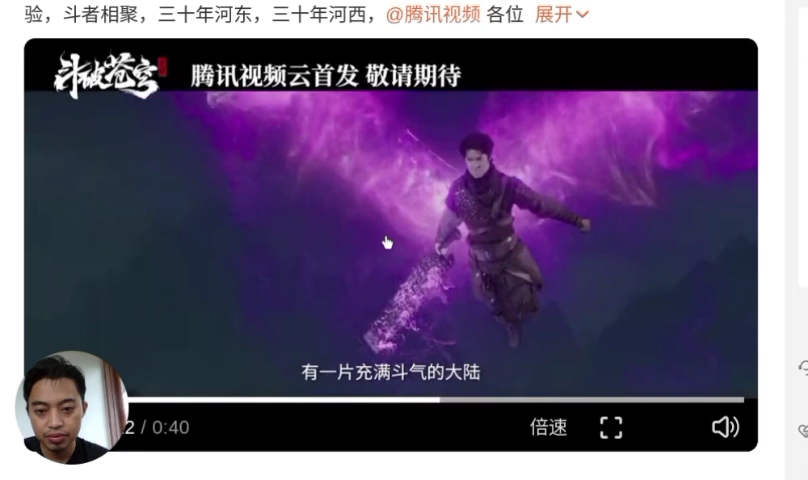 验，斗者相聚，三十年河东，三十年河西，@腾讯视频 各位 展开
斗破苍穹
腾讯视频云首发 敬请期待
有一片充满斗气的大陆
2 / 0:40
倍速